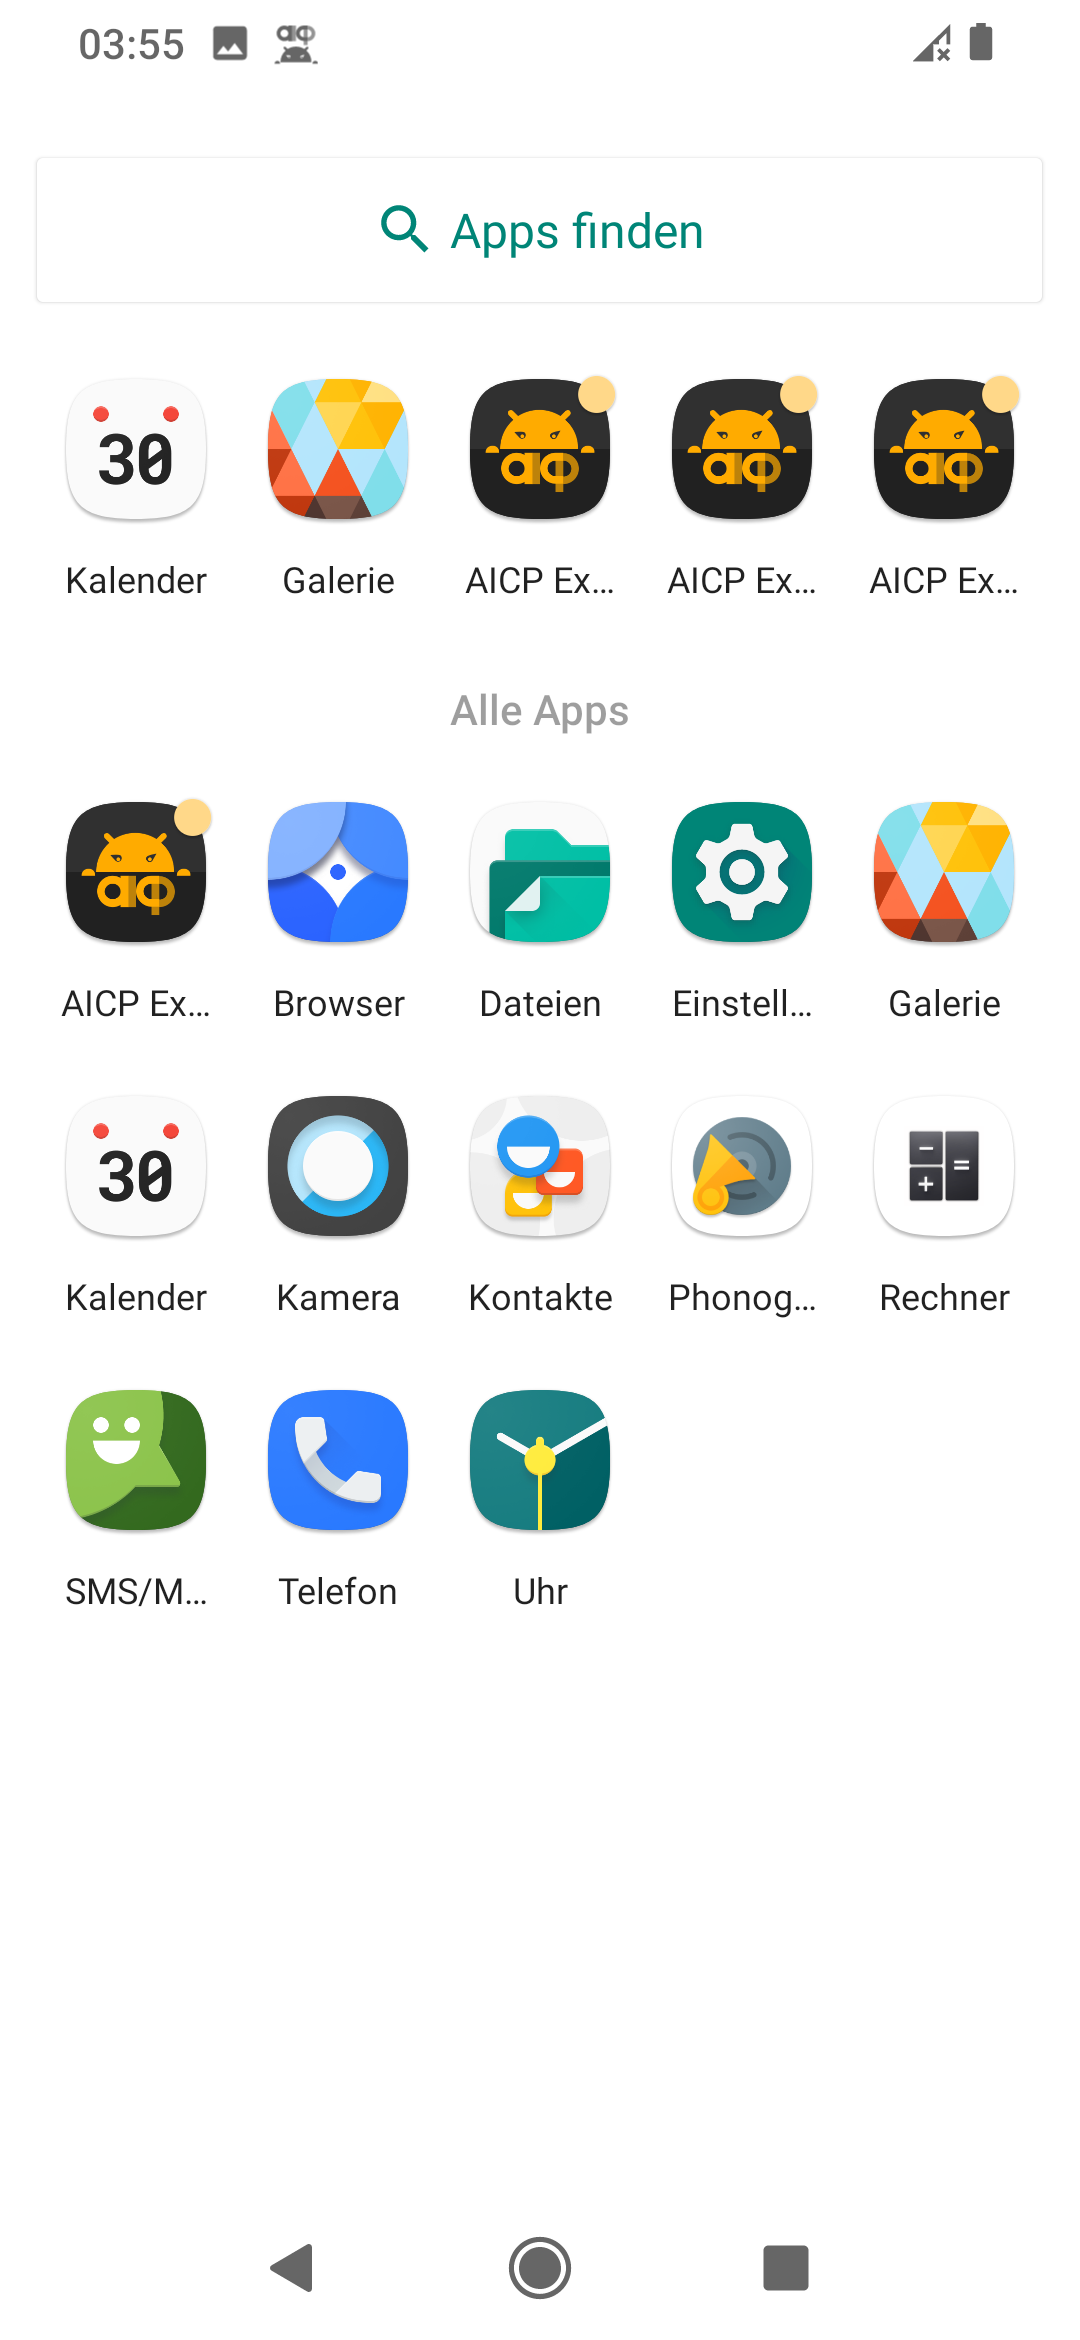 03:55
Apps finden
30
Kalender Galerie AICP Ex... AICP Ex... AICP Ex...
Alle Apps
AICP Ex... Browser Dateien Einstell... Galerie
30
Kalender Kamera Kontakte Phonog... Rechner
SMS/M... Telefon Uhr